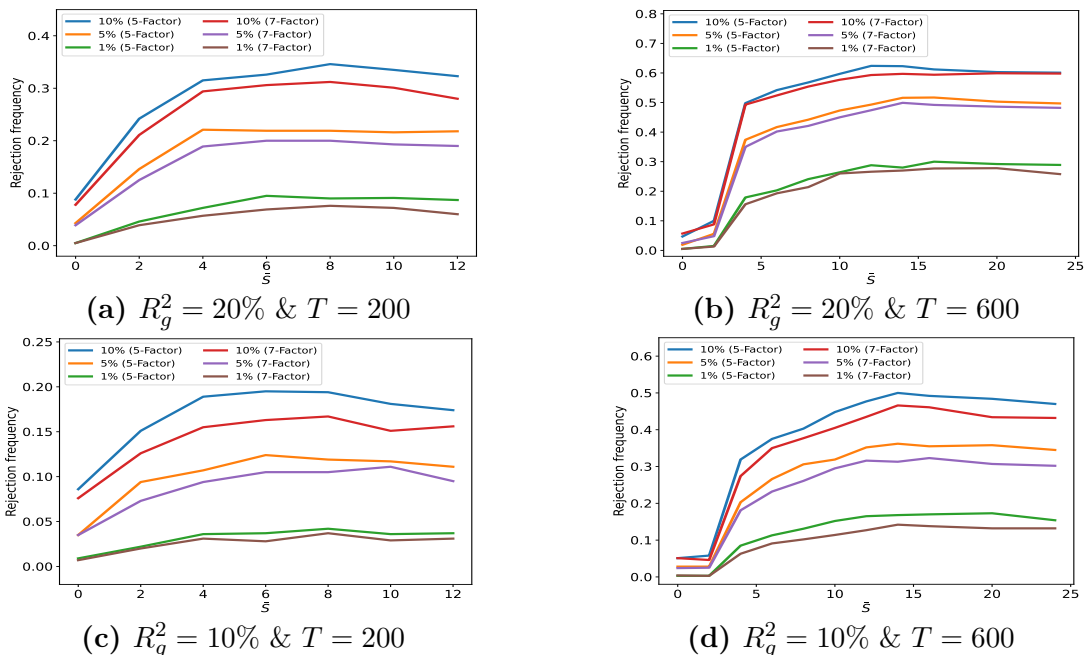 0.4
0.3
0.2
0.1
0.0
Rejection frequency
10% (5-Factor)
5% (5-Factor)
1% (5-Factor)
10% (7-Factor)
5% (7-Factor)
1% (7-Factor)
0 2 4 6 8 10 12
s̄
(a) R_g^2 = 20% & T = 200
0.8
0.7
0.6
0.5
0.4
0.3
0.2
0.1
0.0
Rejection frequency
10% (5-Factor)
5% (5-Factor)
1% (5-Factor)
10% (7-Factor)
5% (7-Factor)
1% (7-Factor)
0 5 10 15 20 25
s̄
(b) R_g^2 = 20% & T = 600
0.25
0.20
0.15
0.10
0.05
0.00
Rejection frequency
10% (5-Factor)
5% (5-Factor)
1% (5-Factor)
10% (7-Factor)
5% (7-Factor)
1% (7-Factor)
0 2 4 6 8 10 12
s̄
(c) R_g^2 = 10% & T = 200
0.6
0.5
0.4
0.3
0.2
0.1
0.0
Rejection frequency
10% (5-Factor)
5% (5-Factor)
1% (5-Factor)
10% (7-Factor)
5% (7-Factor)
1% (7-Factor)
0 5 10 15 20 25
s̄
(d) R_g^2 = 10% & T = 600